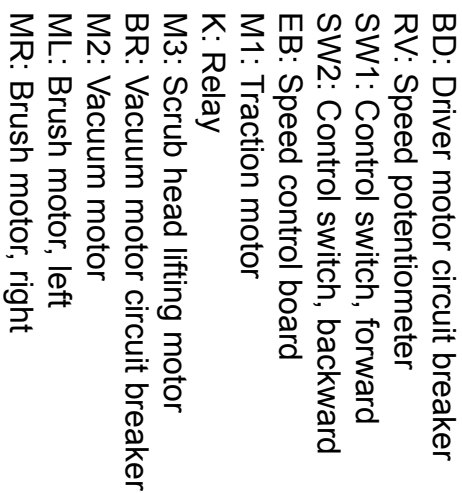 BD: Driver motor circuit breaker
RV: Speed potentiometer
SW1: Control switch, forward
SW2: Control switch, backward
EB: Speed control board
M1: Traction motor
K: Relay
M3: Scrub head lifting motor
BR: Vacuum motor circuit breaker
M2: Vacuum motor
ML: Brush motor, left
MR: Brush motor, right